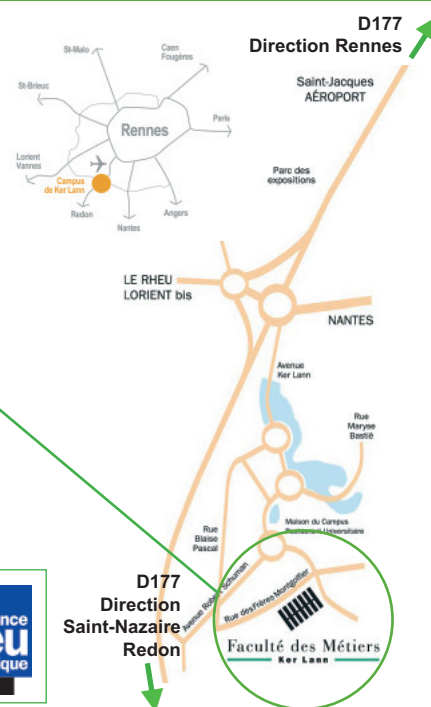 D177
Direction Rennes
St-Malo
Caen
Fougères
St-Brieuc
Rennes
Paris
Lorient
Vannes
Campus
de Ker Lann
Redon
Nantes
Angers
Saint-Jacques
AÉROPORT
Parc des
expositions
LE RHEU
LORIENT bis
NANTES
Avenue
Ker Lann
Rue
Maryse
Bestié
Maison du Campus
Restaurant Universitaire
Rue
Blaise
Pascal
Avenue Robert Schuman
Rue des Frères Montgolfier
D177
Direction
Saint-Nazaire
Redon
Faculté des Métiers
Ker Lann